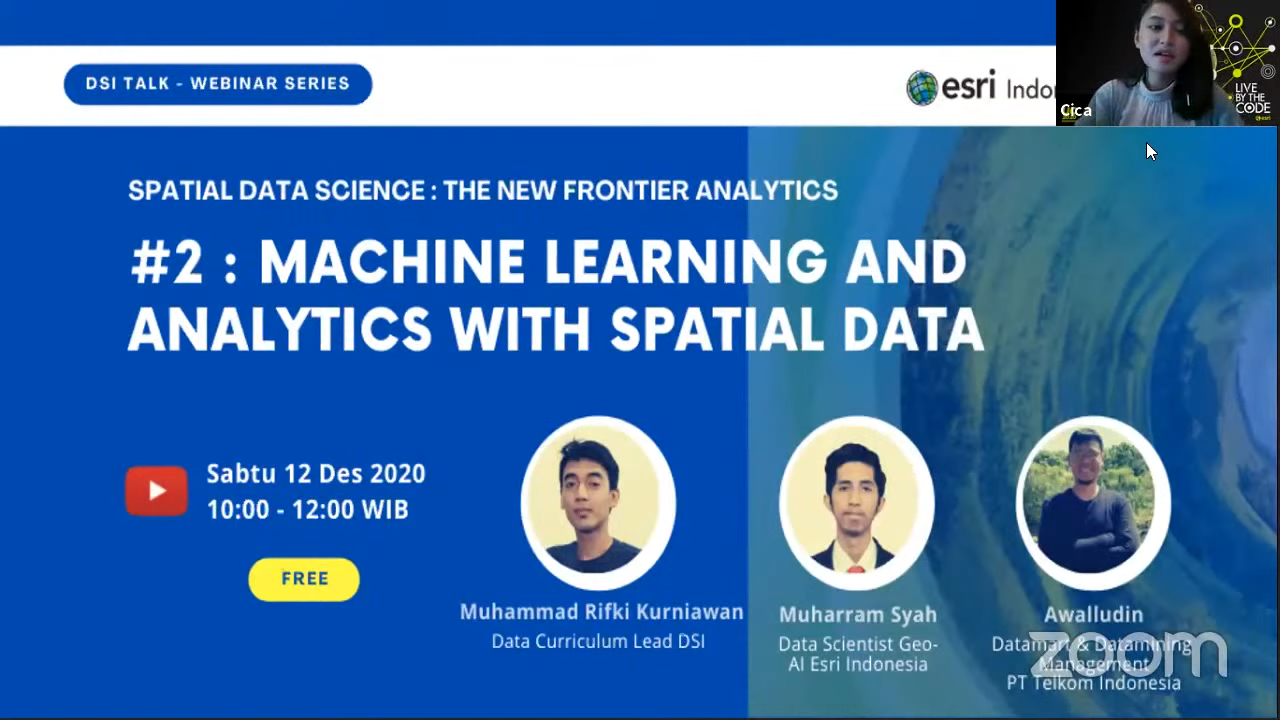 DSI TALK - WEBINAR SERIES
esri Indo
Cica
LIVE
BY THE
CODE
esri
SPATIAL DATA SCIENCE : THE NEW FRONTIER ANALYTICS
#2 : MACHINE LEARNING AND
ANALYTICS WITH SPATIAL DATA
Sabtu 12 Des 2020
10:00 - 12:00 WIB
FREE
Muhammad Rifki Kurniawan
Data Curriculum Lead DSI
Muharram Syah
Data Scientist Geo-
AI Esri Indonesia
Awalludin
Datamart & Datamining
Management
PT Telkom Indonesia
zoom